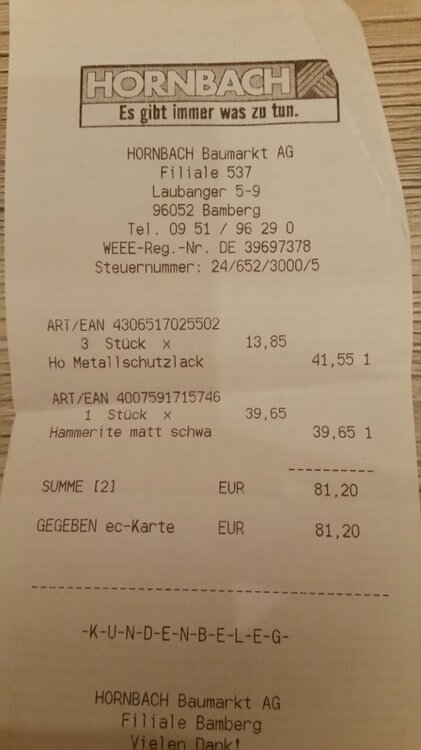 HORNBACH
Es gibt immer was zu tun.
HORNBACH Baumarkt AG
Filiale 537
Laubanger 5-9
96052 Bamberg
Tel. 09 51 / 96 29 0
WEEE-Reg.-Nr. DE 39697378
Steuernummer: 24/652/3000/5
ART/EAN 4306517025502
3 Stück x 13,85
Ho Metallschutzlack 41,55 1
ART/EAN 4007591715746
1 Stück x 39,65
Hammerite matt schwa 39,65 1
------------
SUMME [2] EUR 81,20
GEGEBEN ec-Karte EUR 81,20
--------------------------------------------
-K-U-N-D-E-N-B-E-L-E-G-
HORNBACH Baumarkt AG
Filiale Bamberg
Vielen Dank!